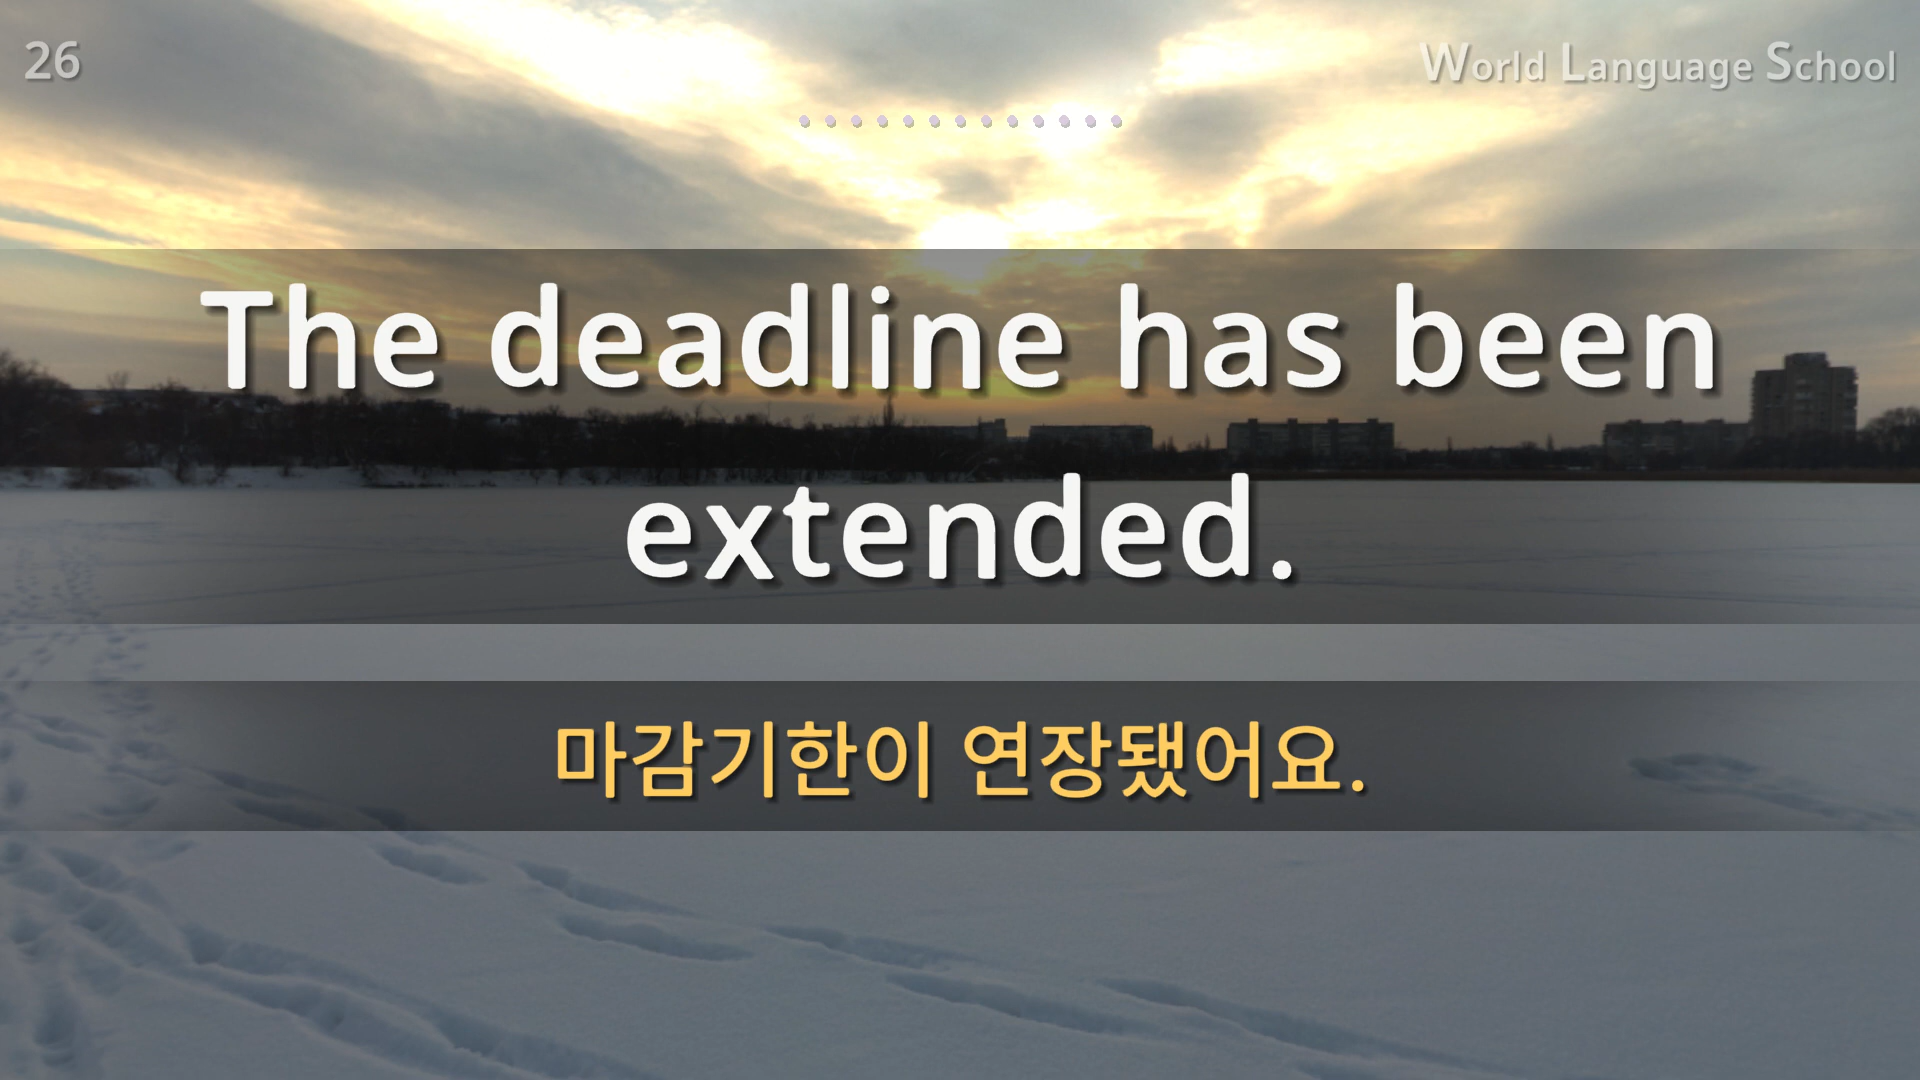 26
World Language School
The deadline has been
extended.
마감기한이 연장됐어요.